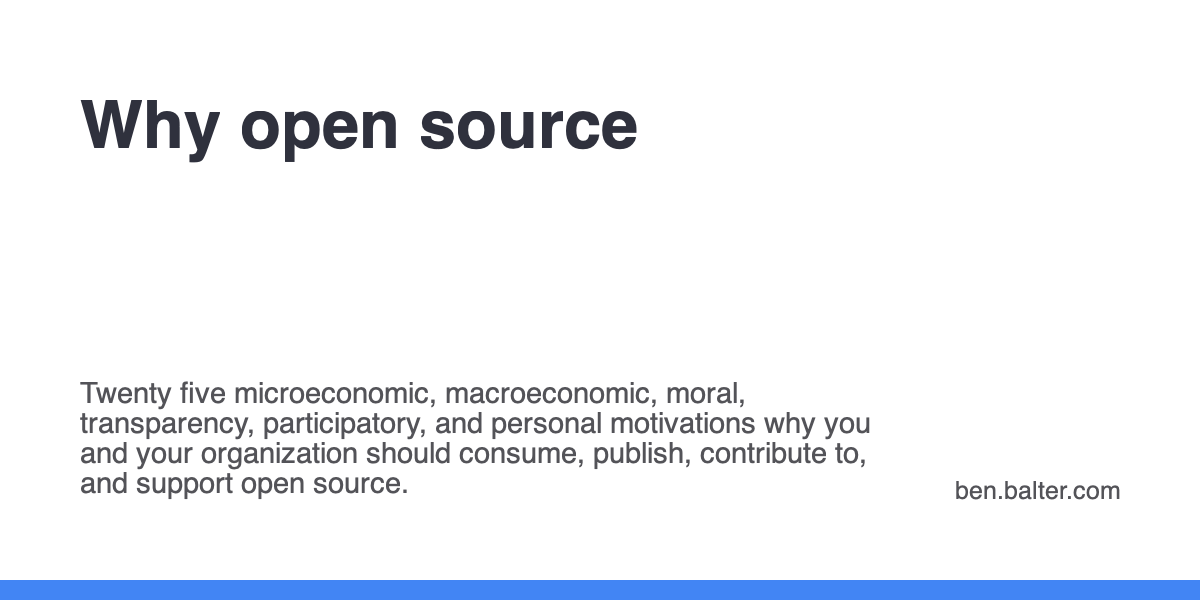 Why open source
Twenty five microeconomic, macroeconomic, moral,
transparency, participatory, and personal motivations why you
and your organization should consume, publish, contribute to,
and support open source.
ben.balter.com